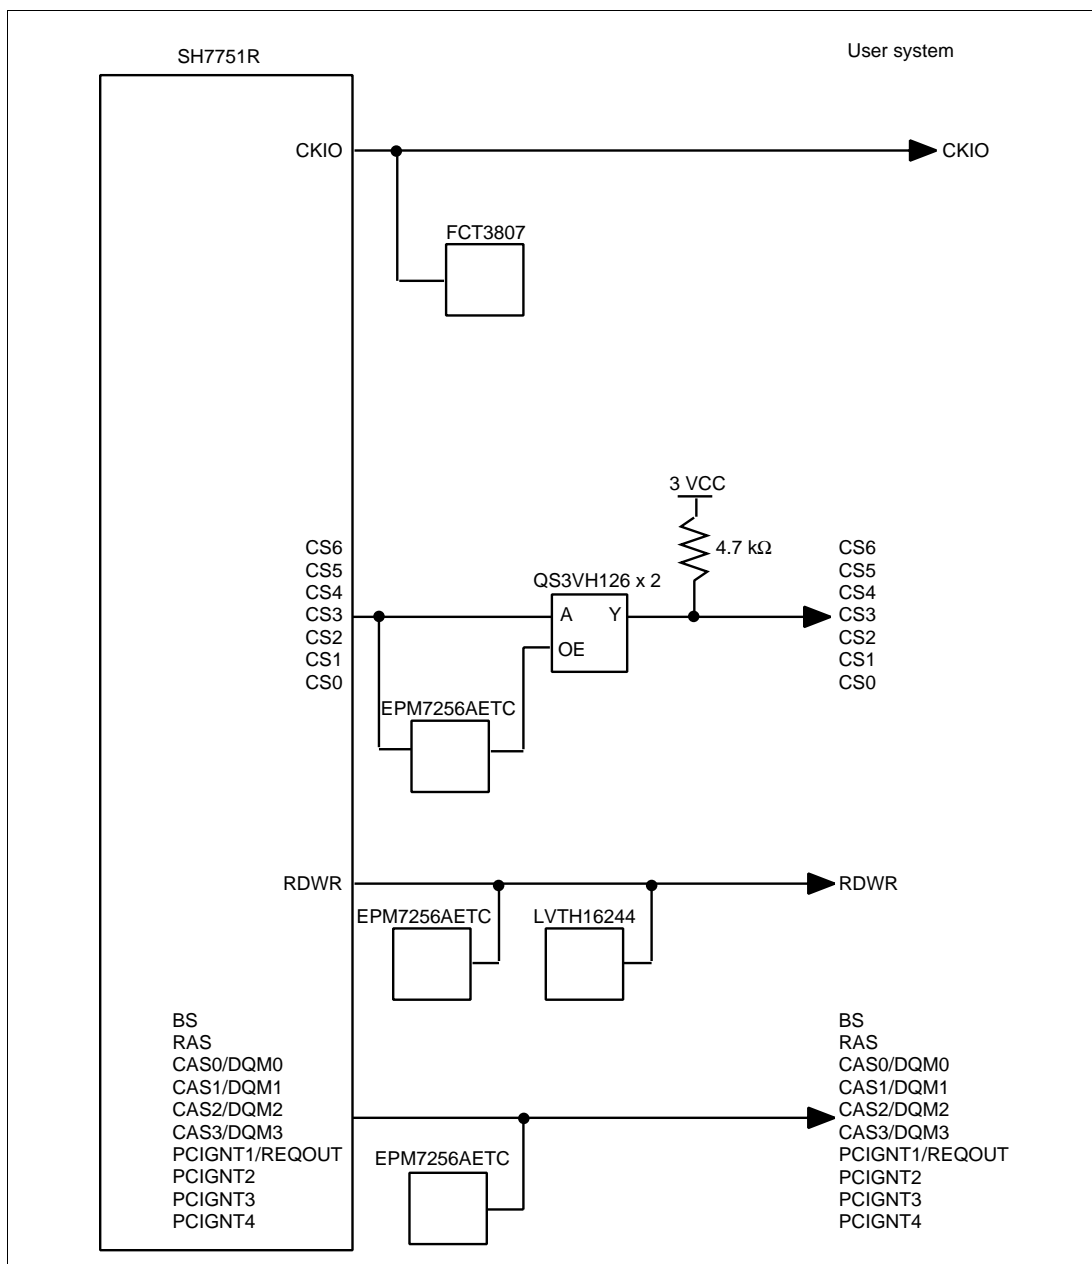 SH7751R
User system
CKIO
CKIO
FCT3807
3 VCC
4.7 kΩ
CS6
CS5
CS4
CS3
CS2
CS1
CS0
QS3VH126 x 2
A Y
OE
CS6
CS5
CS4
CS3
CS2
CS1
CS0
EPM7256AETC
RDWR
RDWR
EPM7256AETC
LVTH16244
BS
RAS
CAS0/DQM0
CAS1/DQM1
CAS2/DQM2
CAS3/DQM3
PCIGNT1/REQOUT
PCIGNT2
PCIGNT3
PCIGNT4
EPM7256AETC
BS
RAS
CAS0/DQM0
CAS1/DQM1
CAS2/DQM2
CAS3/DQM3
PCIGNT1/REQOUT
PCIGNT2
PCIGNT3
PCIGNT4